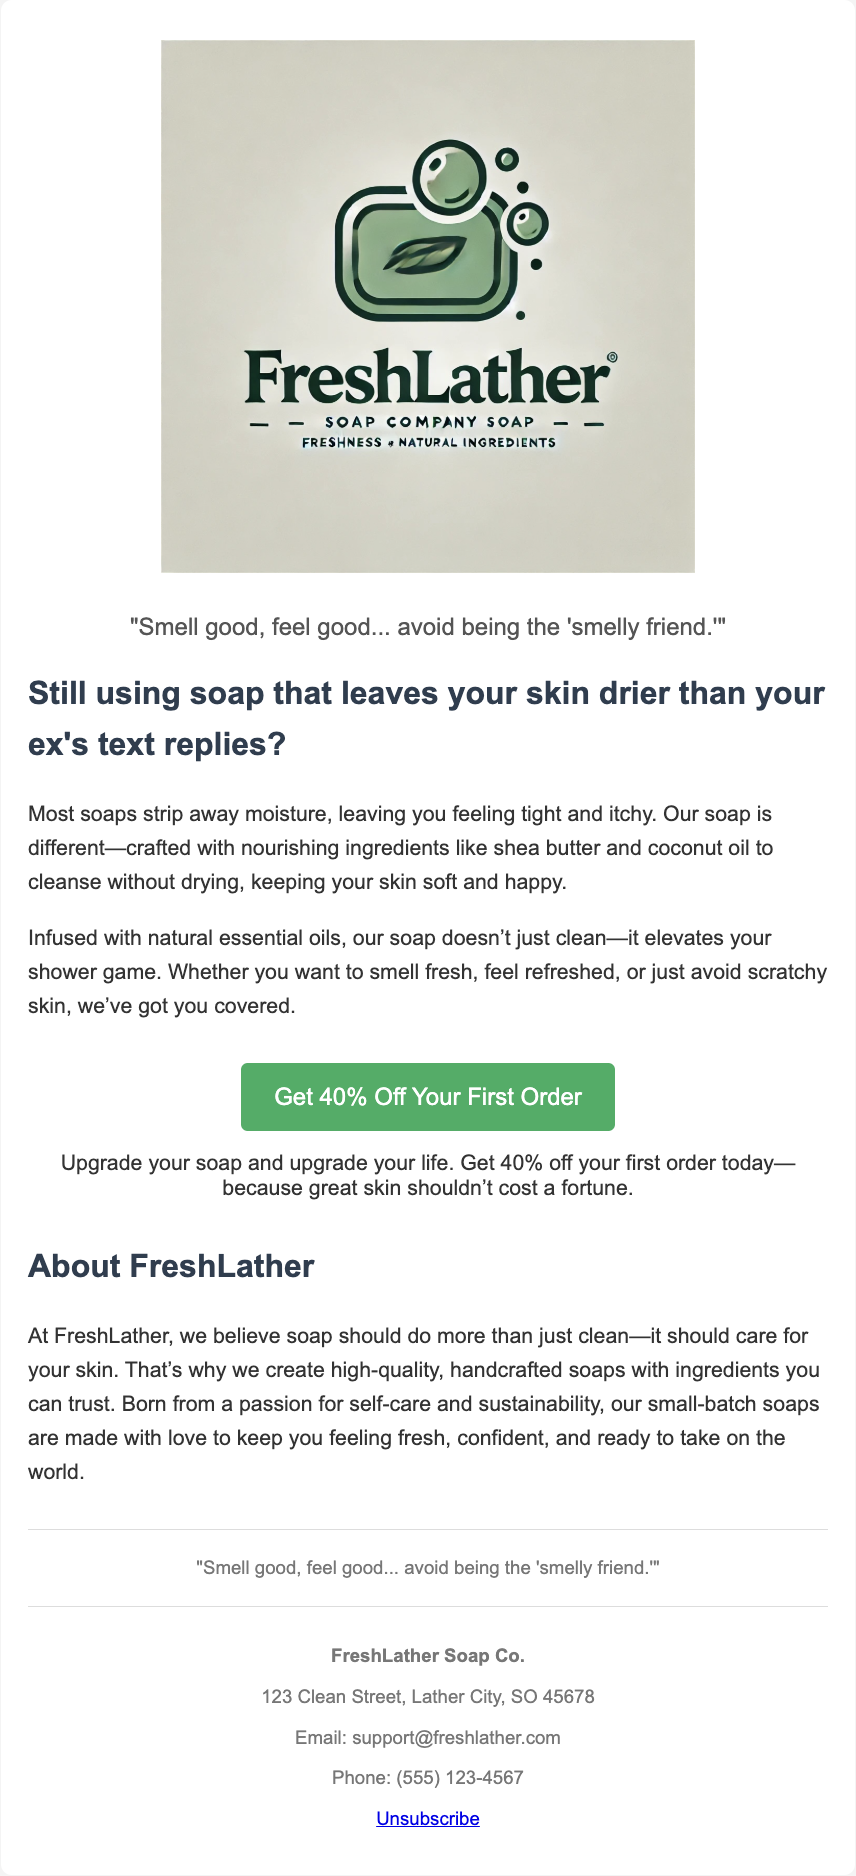 FreshLather®
SOAP COMPANY SOAP
FRESHNESS & NATURAL INGREDIENTS
"Smell good, feel good... avoid being the 'smelly friend.'"
Still using soap that leaves your skin drier than your
ex's text replies?
Most soaps strip away moisture, leaving you feeling tight and itchy. Our soap is
different—crafted with nourishing ingredients like shea butter and coconut oil to
cleanse without drying, keeping your skin soft and happy.
Infused with natural essential oils, our soap doesn’t just clean—it elevates your
shower game. Whether you want to smell fresh, feel refreshed, or just avoid scratchy
skin, we’ve got you covered.
Get 40% Off Your First Order
Upgrade your soap and upgrade your life. Get 40% off your first order today—
because great skin shouldn’t cost a fortune.
About FreshLather
At FreshLather, we believe soap should do more than just clean—it should care for
your skin. That’s why we create high-quality, handcrafted soaps with ingredients you
can trust. Born from a passion for self-care and sustainability, our small-batch soaps
are made with love to keep you feeling fresh, confident, and ready to take on the
world.
"Smell good, feel good... avoid being the 'smelly friend.'"
FreshLather Soap Co.
123 Clean Street, Lather City, SO 45678
Email: support@freshlather.com
Phone: (555) 123-4567
Unsubscribe